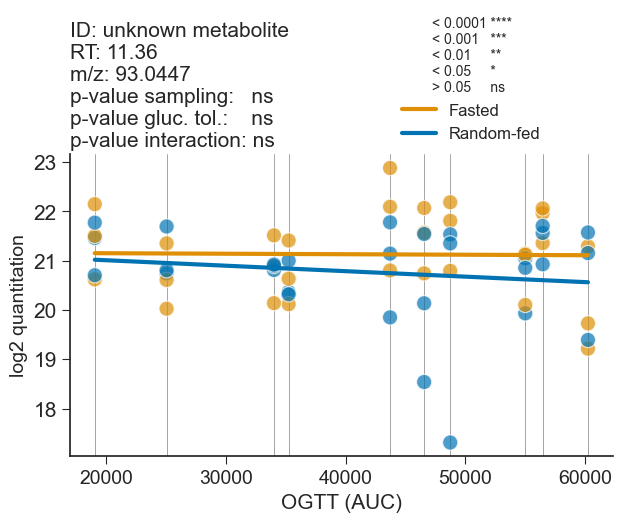 ID: unknown metabolite
RT: 11.36
m/z: 93.0447
p-value sampling: ns
p-value gluc. tol.: ns
p-value interaction: ns
< 0.0001 ****
< 0.001 ***
< 0.01 **
< 0.05 *
> 0.05 ns
Fasted
Random-fed
23
22
21
20
19
18
log2 quantitation
20000 30000 40000 50000 60000
OGTT (AUC)